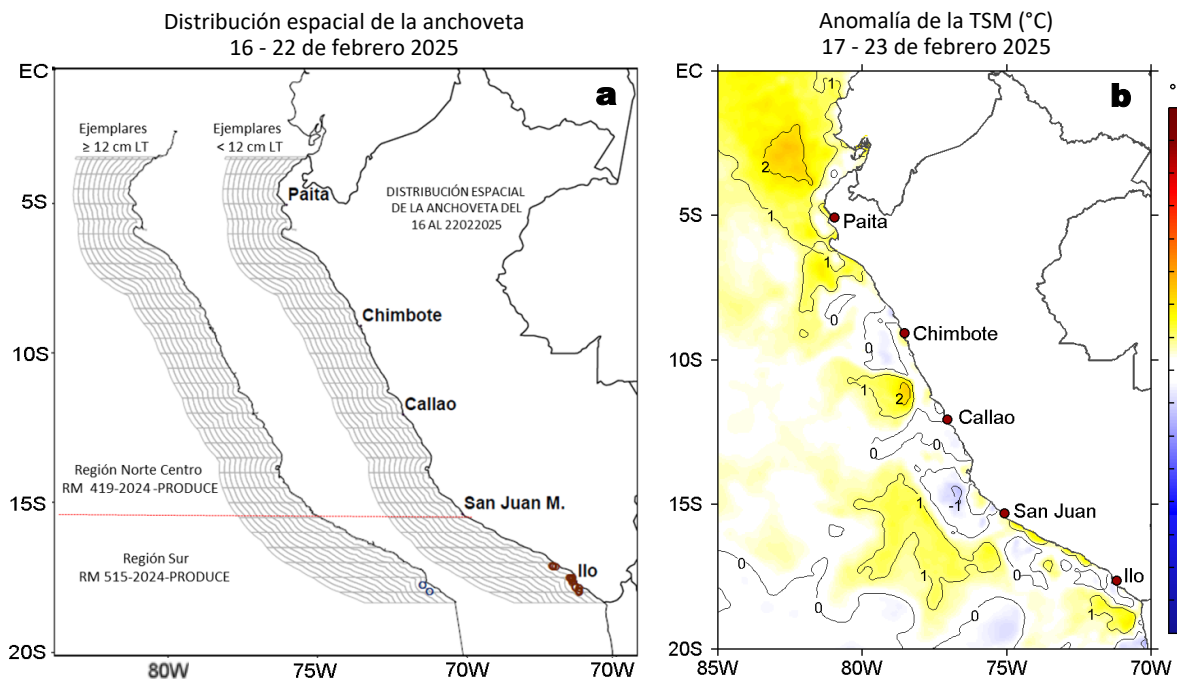 Distribución espacial de la anchoveta
16 - 22 de febrero 2025
EC
a
Ejemplares
≥ 12 cm LT
Ejemplares
< 12 cm LT
Paita
DISTRIBUCIÓN ESPACIAL
DE LA ANCHOVETA DEL
16 AL 22022025
5S
Chimbote
10S
Callao
Región Norte Centro
RM 419-2024 -PRODUCE
San Juan M.
15S
Región Sur
RM 515-2024-PRODUCE
Ilo
20S
80W
75W
70W
70W
Anomalía de la TSM (°C)
17 - 23 de febrero 2025
EC
1
b
°
2
5S
1
Paita
1
0
Chimbote
0
10S
1
2
Callao
0
0
1
-1
15S
San Juan
0
0
1
Ilo
0
1
0
20S
85W
80W
75W
70W